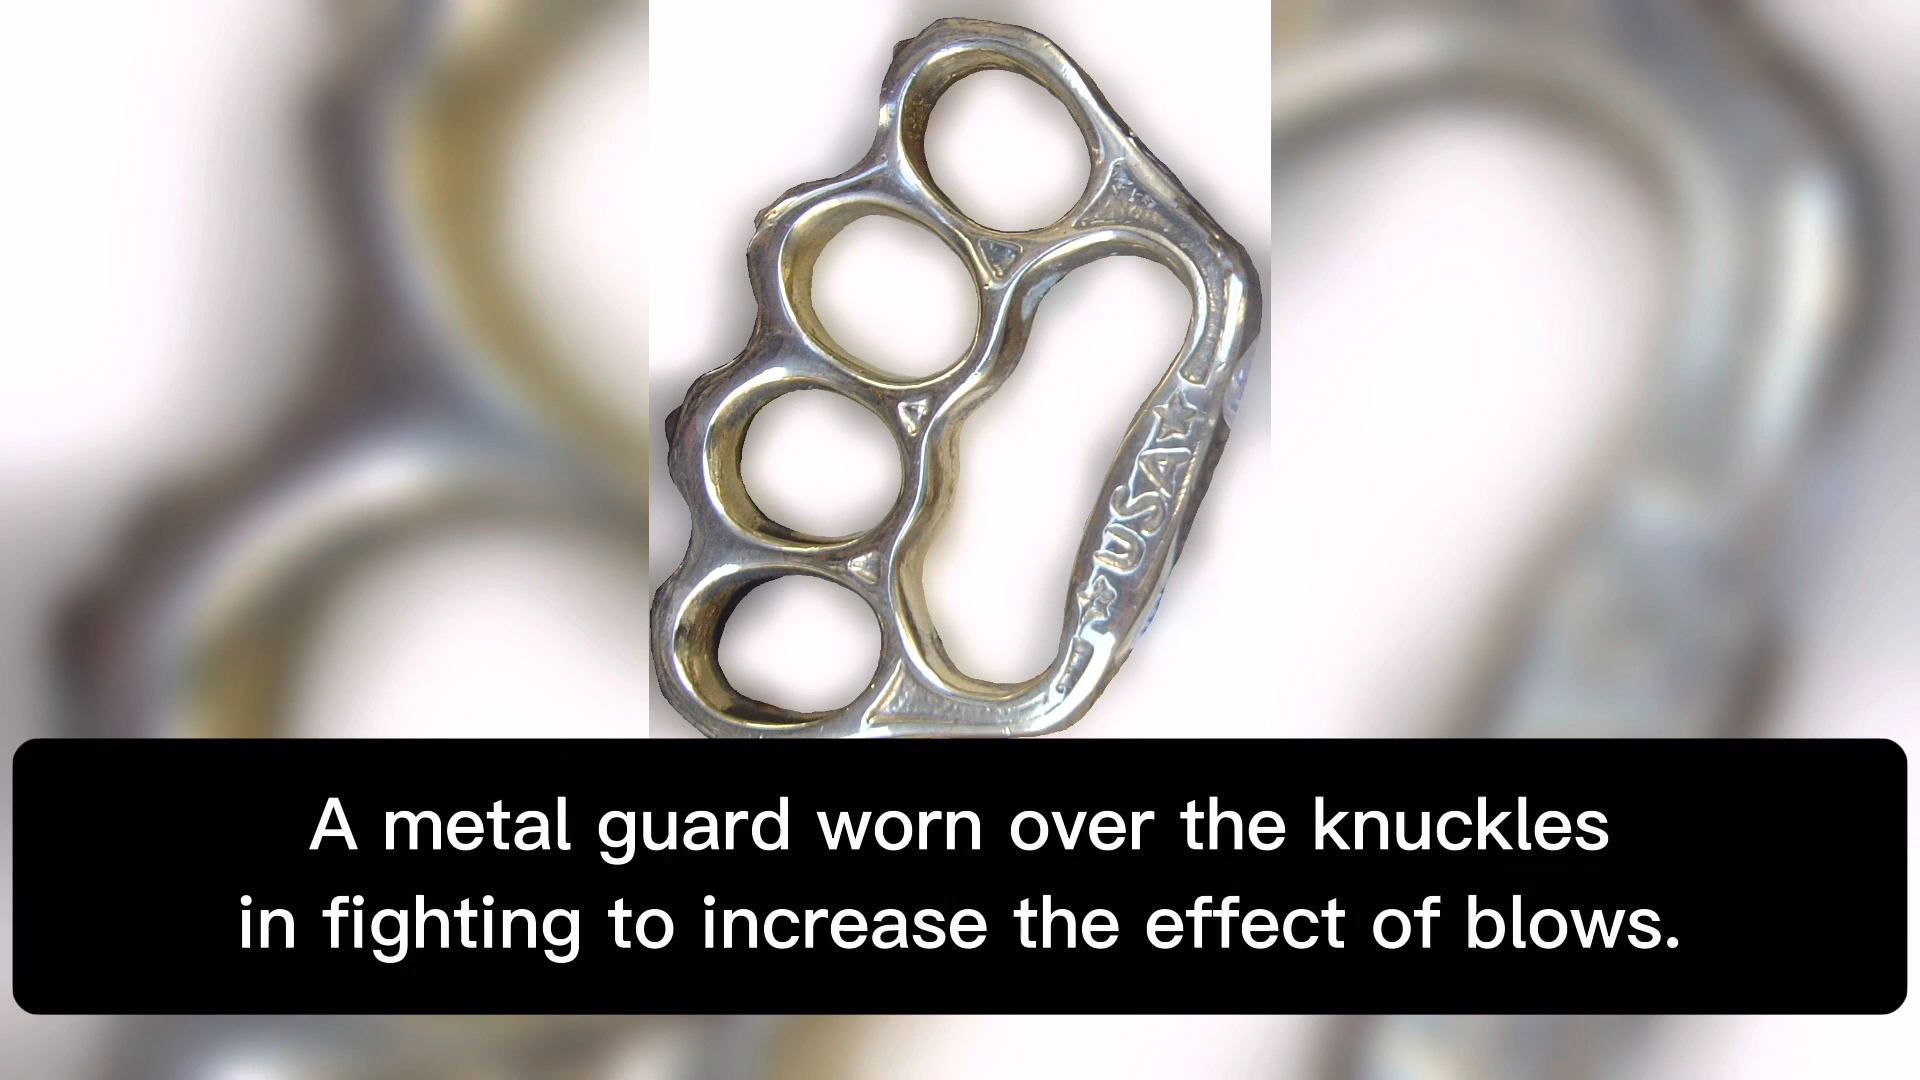 USA
A metal guard worn over the knuckles
in fighting to increase the effect of blows.